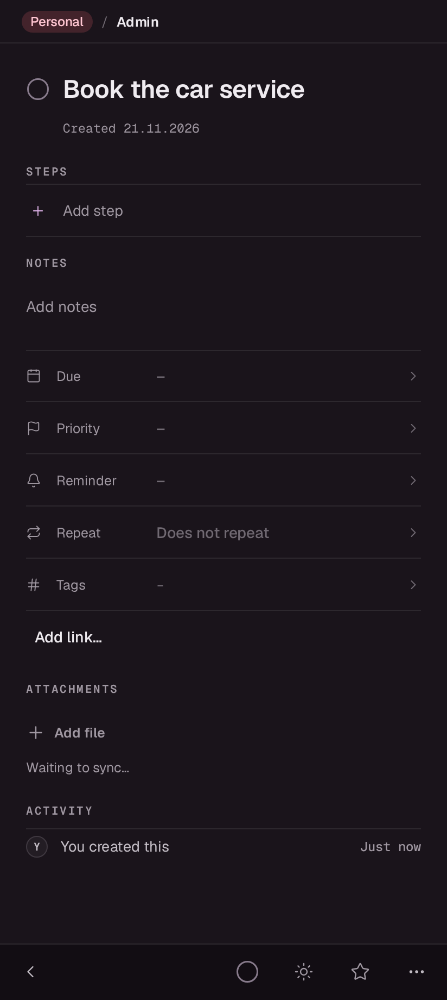 Personal / Admin
Book the car service
Created 21.11.2026
STEPS
+ Add step
NOTES
Add notes
Due –
Priority –
Reminder –
Repeat Does not repeat
Tags -
Add link…
ATTACHMENTS
+ Add file
Waiting to sync…
ACTIVITY
Y You created this Just now